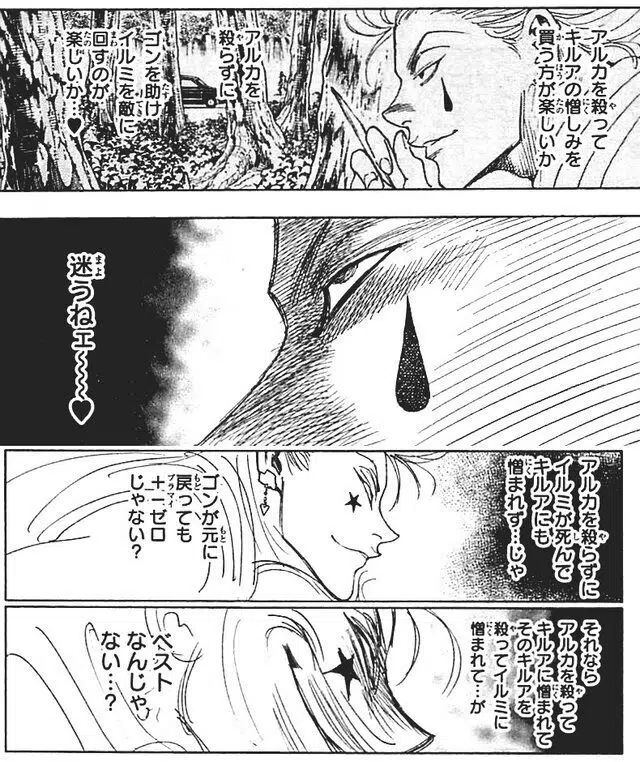 アルカを殺って
キルアの憎しみを
買う方が楽しいか
アルカを
殺らずに
ゴンを助け
イルミを敵に
回すのが
楽しいか…♥
迷うねェ~~~♥
アルカを殺らずに
イルミが死んで
キルアにも
憎まれず…じゃ
ゴンが元に
戻っても
+-ゼロ
じゃない?
それなら
アルカを殺って
キルアに憎まれて
そのキルアを
殺ってイルミに
憎まれて…が
ベスト
なんじゃ
ない…?